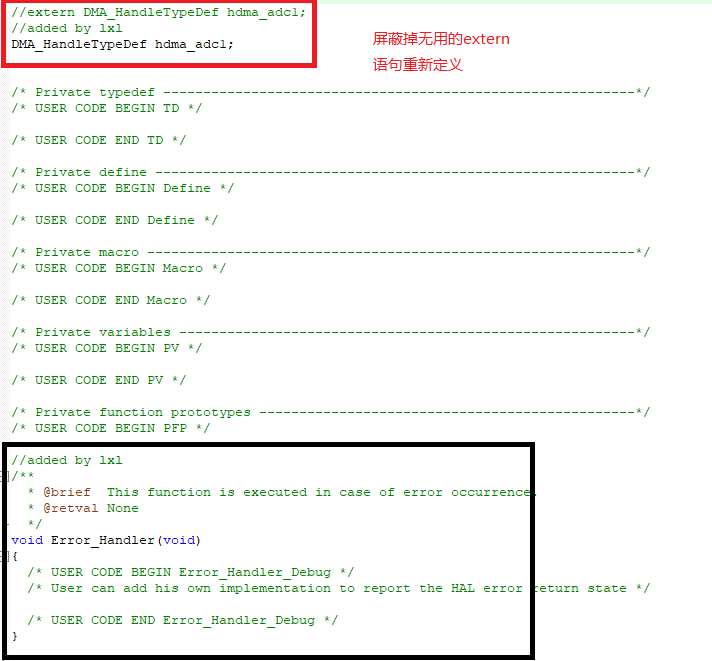 //extern DMA_HandleTypeDef hdma_adc1;
//added by lxl
DMA_HandleTypeDef hdma_adc1;
屏蔽掉无用的extern
语句重新定义
/* Private typedef -----------------------------------------------------------*/
/* USER CODE BEGIN TD */
/* USER CODE END TD */
/* Private define ------------------------------------------------------------*/
/* USER CODE BEGIN Define */
/* USER CODE END Define */
/* Private macro -------------------------------------------------------------*/
/* USER CODE BEGIN Macro */
/* USER CODE END Macro */
/* Private variables ---------------------------------------------------------*/
/* USER CODE BEGIN PV */
/* USER CODE END PV */
/* Private function prototypes -----------------------------------------------*/
/* USER CODE BEGIN PFP */
//added by lxl
/**
  * @brief  This function is executed in case of error occurrence.
  * @retval None
  */
void Error_Handler(void)
{
  /* USER CODE BEGIN Error_Handler_Debug */
  /* User can add his own implementation to report the HAL error return state */
  /* USER CODE END Error_Handler_Debug */
}